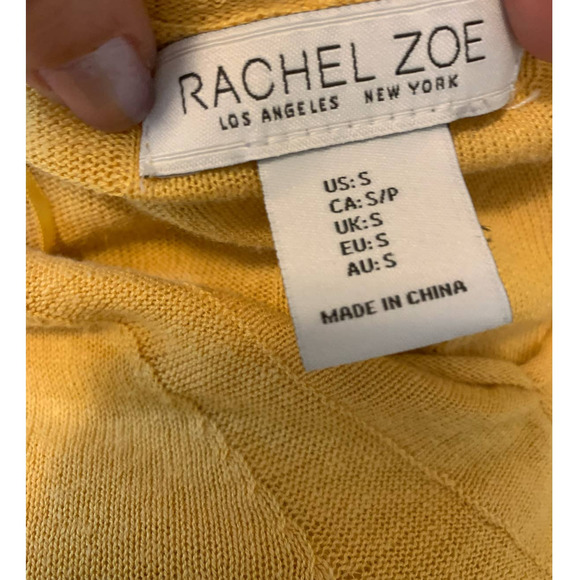 RACHEL ZOE
LOS ANGELES NEW YORK
US: S
CA: S/P
UK: S
EU: S
AU: S
MADE IN CHINA